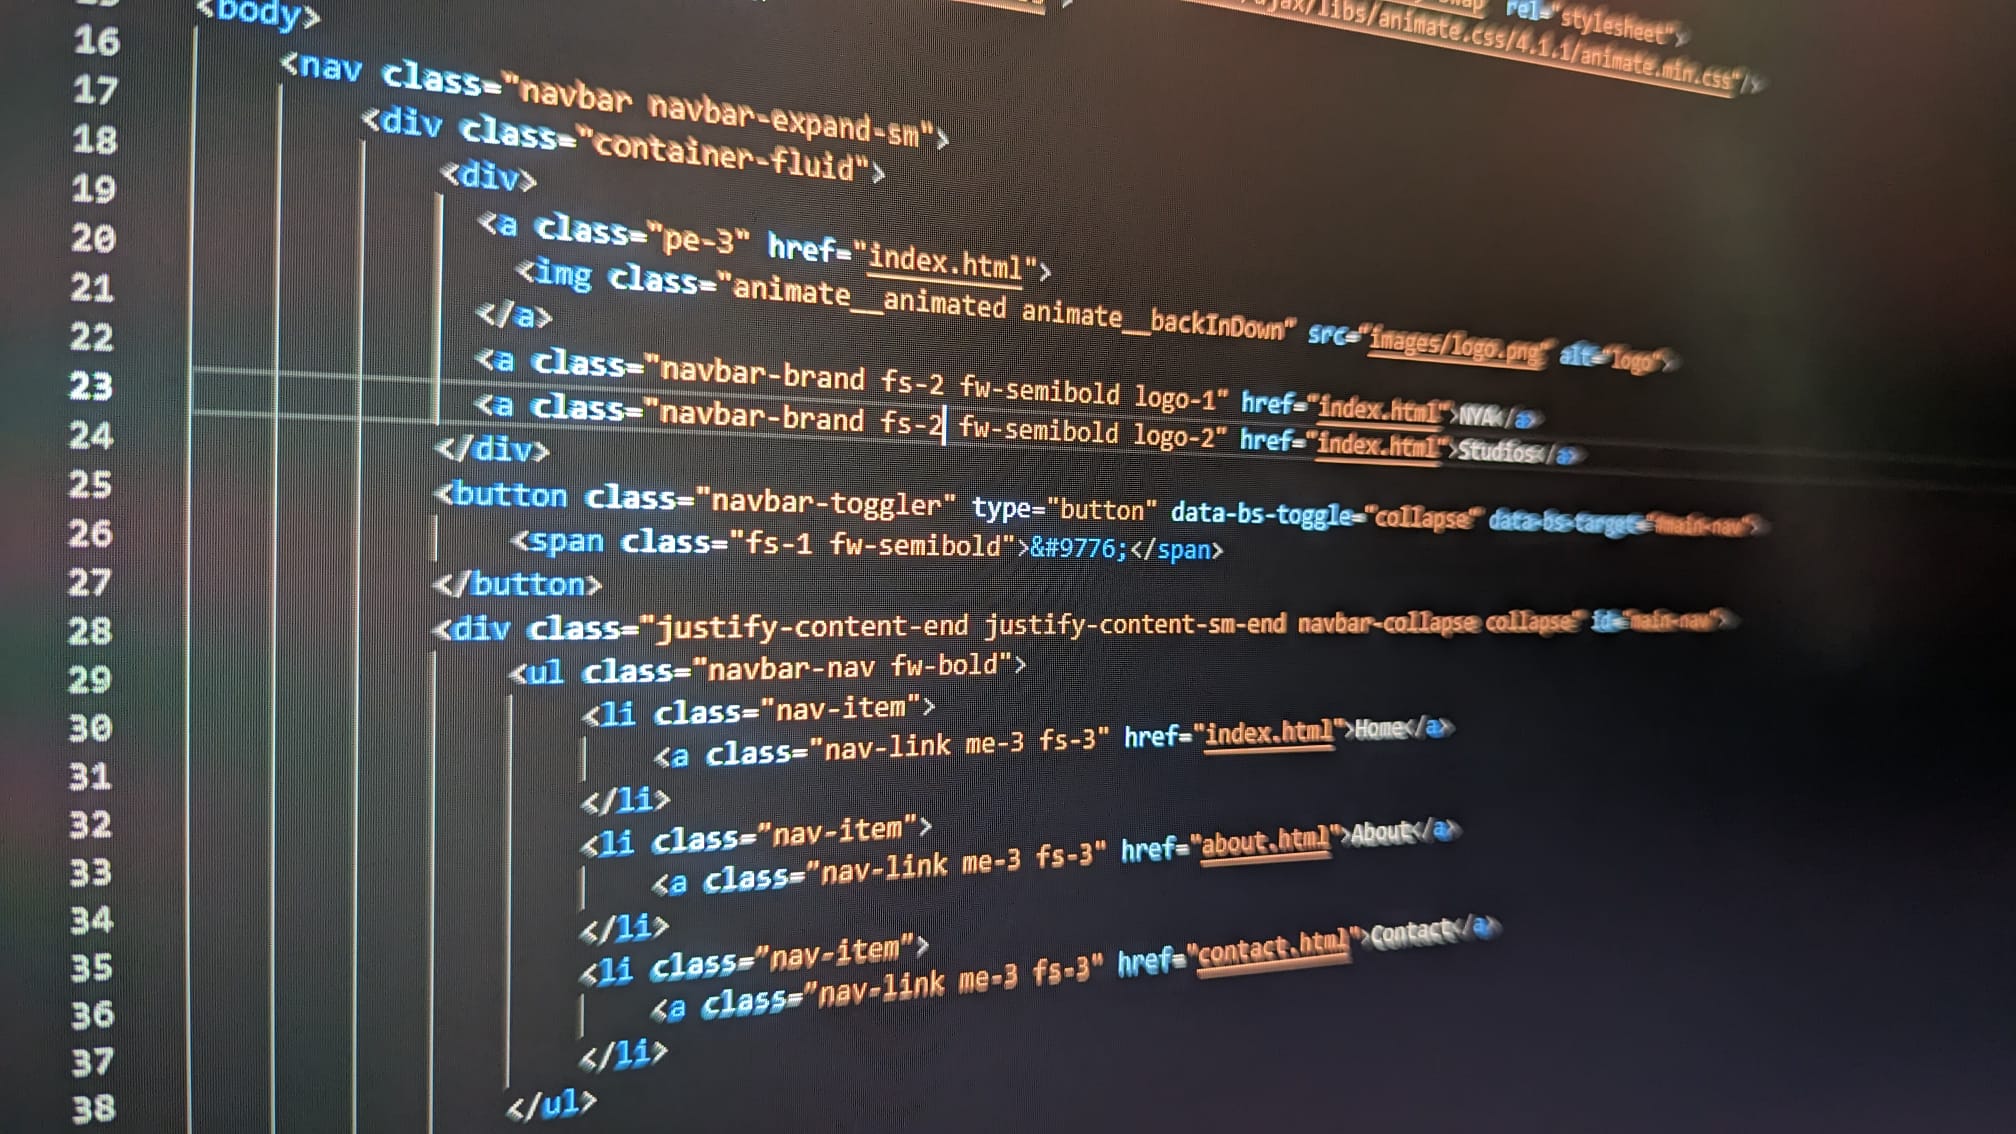 rel="stylesheet">
/libs/animate.css/4.1.1/animate.min.css"/>
<body>
16 <nav class="navbar navbar-expand-sm">
17 <div class="container-fluid">
18 <div>
19 <a class="pe-3" href="index.html">
20 <img class="animate__animated animate__backInDown" src="images/logo.png" alt="logo">
21 </a>
22 <a class="navbar-brand fs-2 fw-semibold logo-1" href="index.html">NYA</a>
23 <a class="navbar-brand fs-2 fw-semibold logo-2" href="index.html">Studios</a>
24 </div>
25 <button class="navbar-toggler" type="button" data-bs-toggle="collapse" data-bs-target="#main-nav">
26 <span class="fs-1 fw-semibold">&#9776;</span>
27 </button>
28 <div class="justify-content-end justify-content-sm-end navbar-collapse collapse" id="main-nav">
29 <ul class="navbar-nav fw-bold">
30 <li class="nav-item">
31 <a class="nav-link me-3 fs-3" href="index.html">Home</a>
32 </li>
33 <li class="nav-item">
34 <a class="nav-link me-3 fs-3" href="about.html">About</a>
35 </li>
36 <li class="nav-item">
37 <a class="nav-link me-3 fs-3" href="contact.html">Contact</a>
38 </li>
</ul>